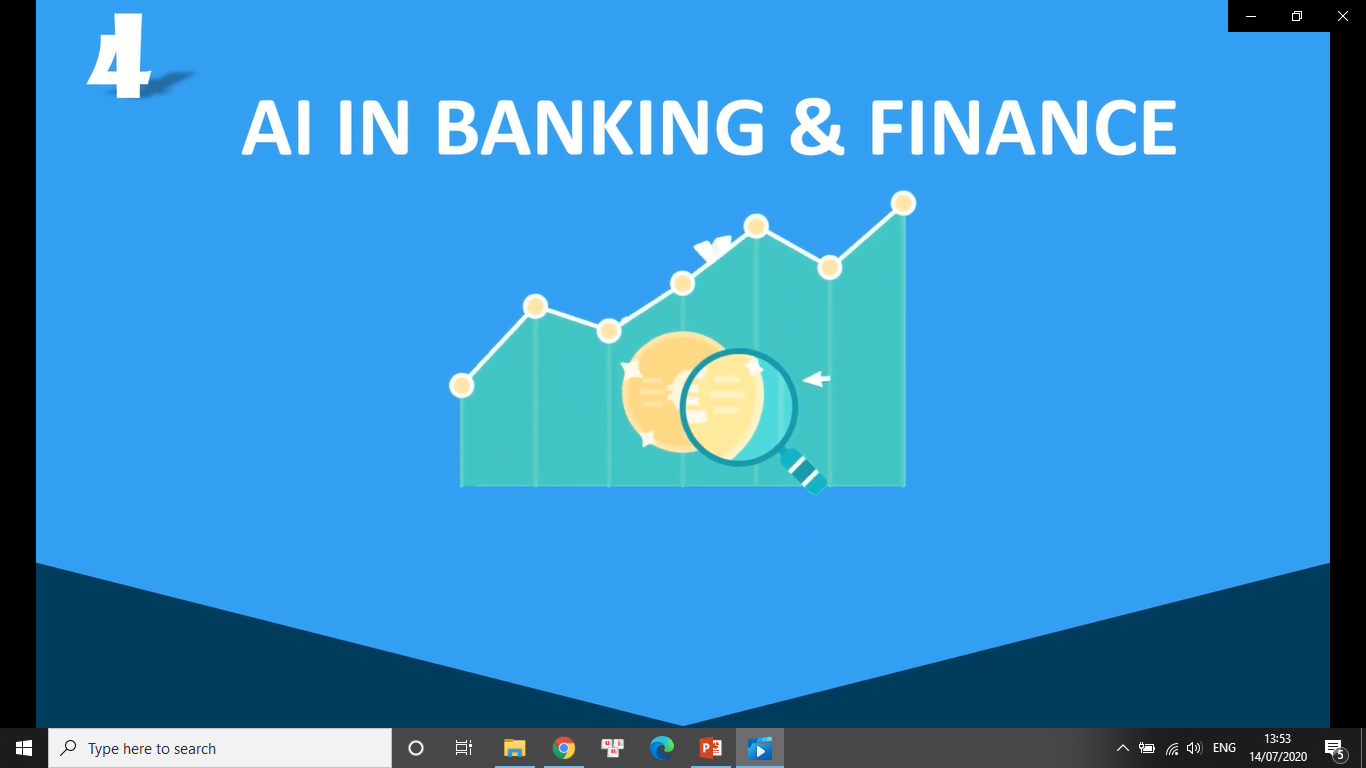 4
AI IN BANKING & FINANCE
Type here to search
ENG
13:53
14/07/2020
5